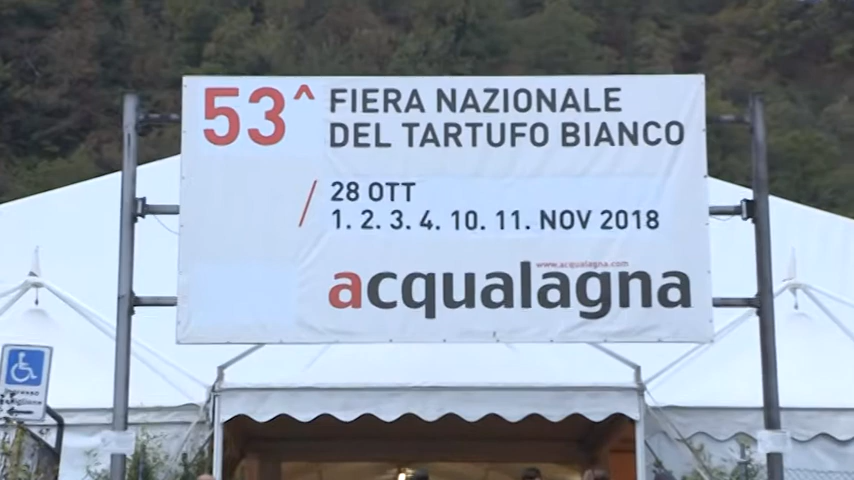 53^ FIERA NAZIONALE
DEL TARTUFO BIANCO
/ 28 OTT
1. 2. 3. 4. 10. 11. NOV 2018
www.acqualagna.com
acqualagna
ingresso